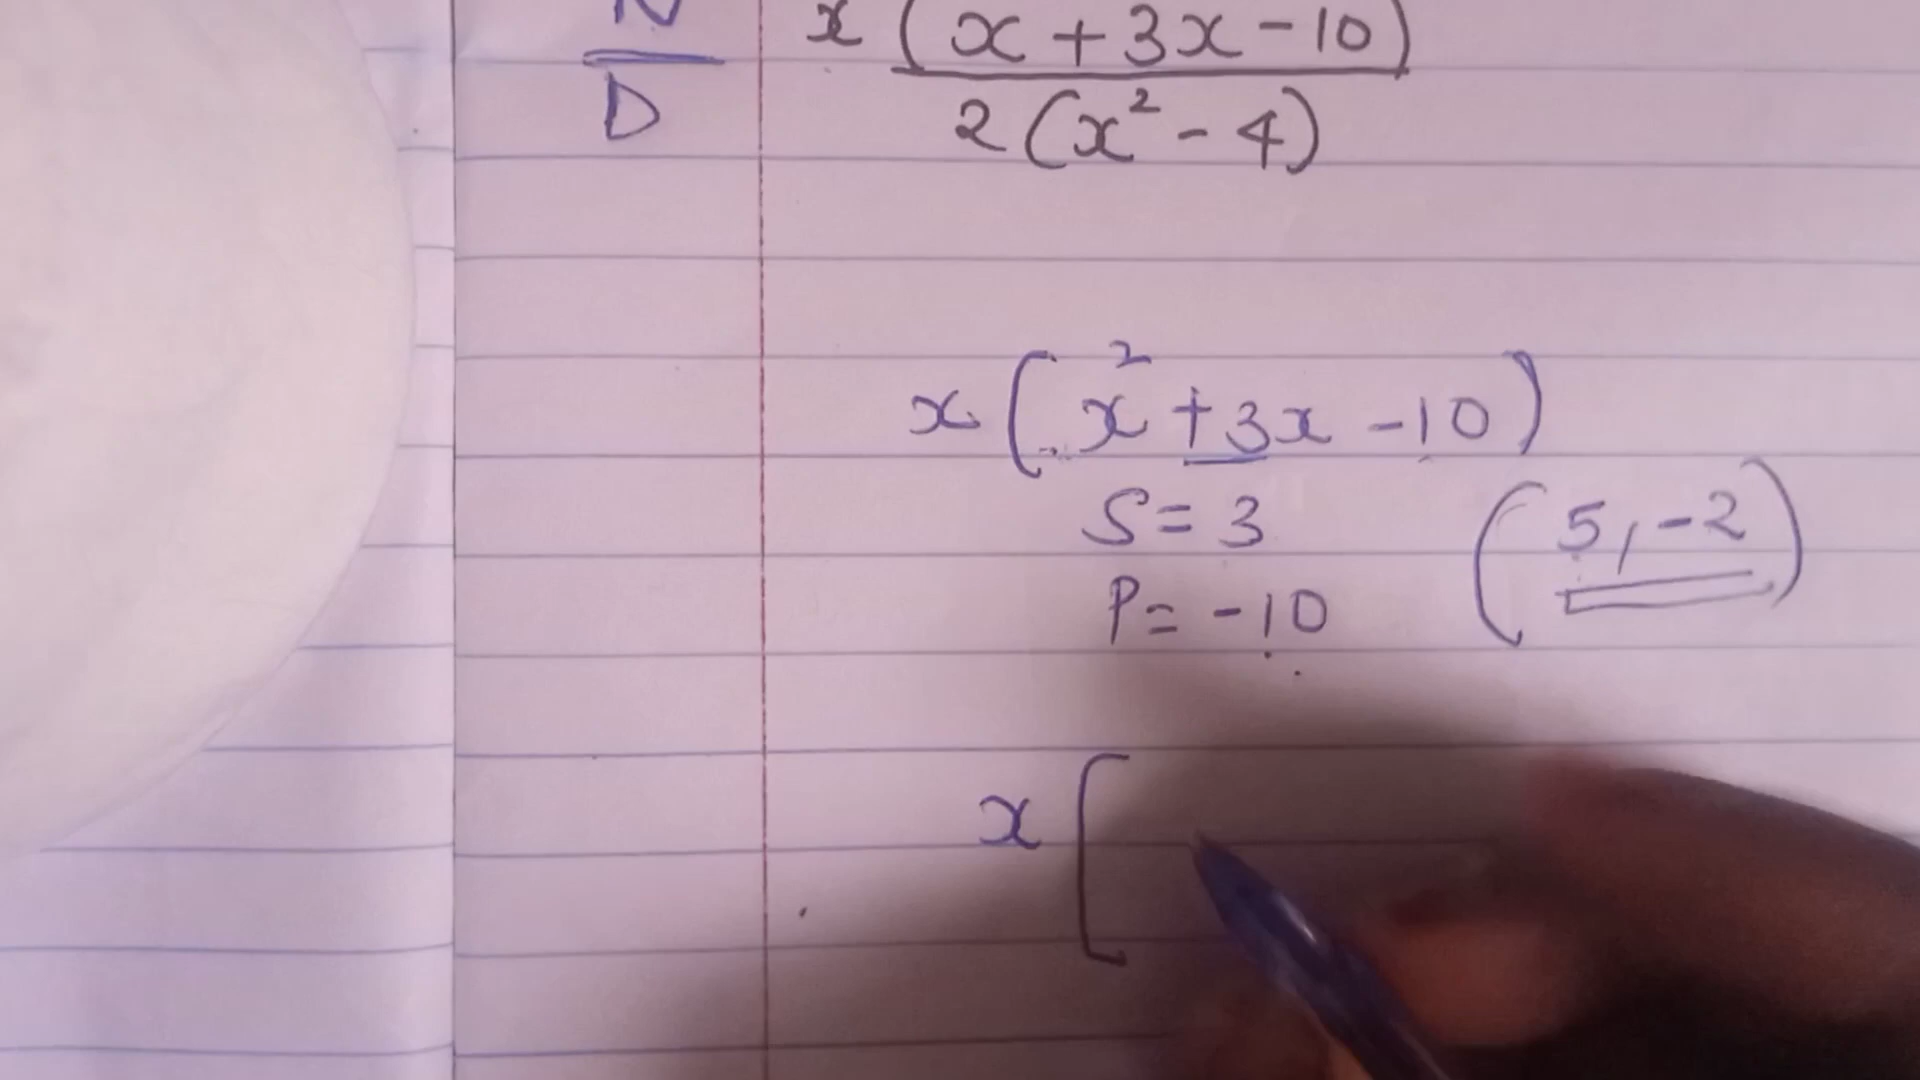 N x (x + 3x - 10)
D 2 (x² - 4)
x (x² + 3x - 10)
S = 3 (5, -2)
P = -10
x [